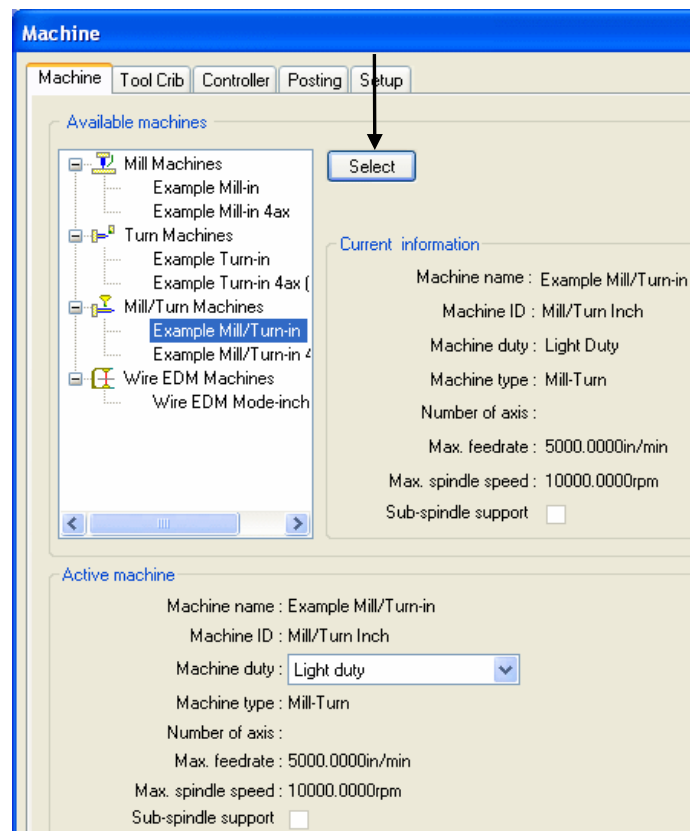 Machine
Machine Tool Crib Controller Posting Setup
Available machines
Mill Machines
Example Mill-in
Example Mill-in 4ax
Turn Machines
Example Turn-in
Example Turn-in 4ax (
Mill/Turn Machines
Example Mill/Turn-in
Example Mill/Turn-in 4
Wire EDM Machines
Wire EDM Mode-inch
Select
Current information
Machine name : Example Mill/Turn-in
Machine ID : Mill/Turn Inch
Machine duty : Light Duty
Machine type : Mill-Turn
Number of axis :
Max. feedrate : 5000.0000in/min
Max. spindle speed : 10000.0000rpm
Sub-spindle support
Active machine
Machine name : Example Mill/Turn-in
Machine ID : Mill/Turn Inch
Machine duty : Light duty
Machine type : Mill-Turn
Number of axis :
Max. feedrate : 5000.0000in/min
Max. spindle speed : 10000.0000rpm
Sub-spindle support